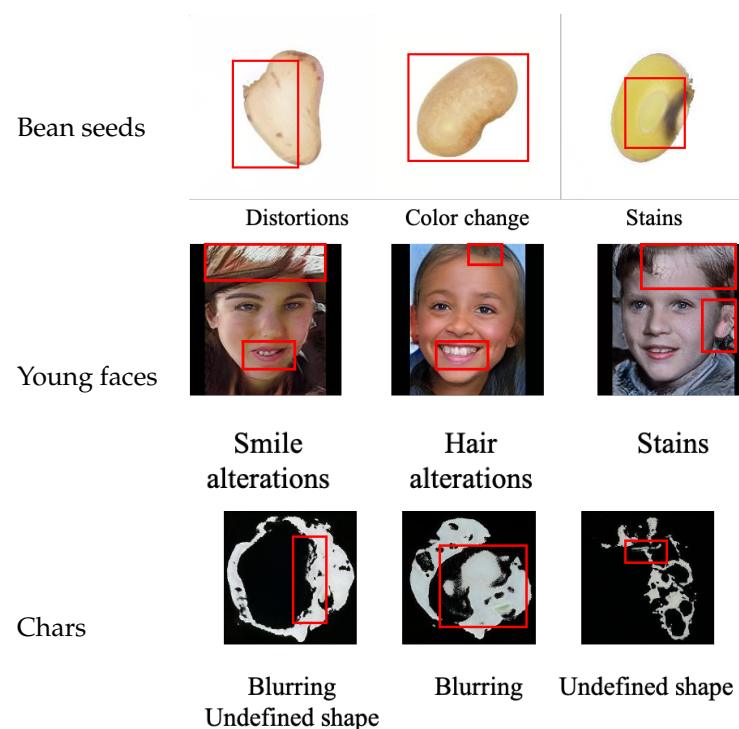 Bean seeds
Distortions
Color change
Stains
Young faces
Smile
alterations
Hair
alterations
Stains
Chars
Blurring
Undefined shape
Blurring
Undefined shape